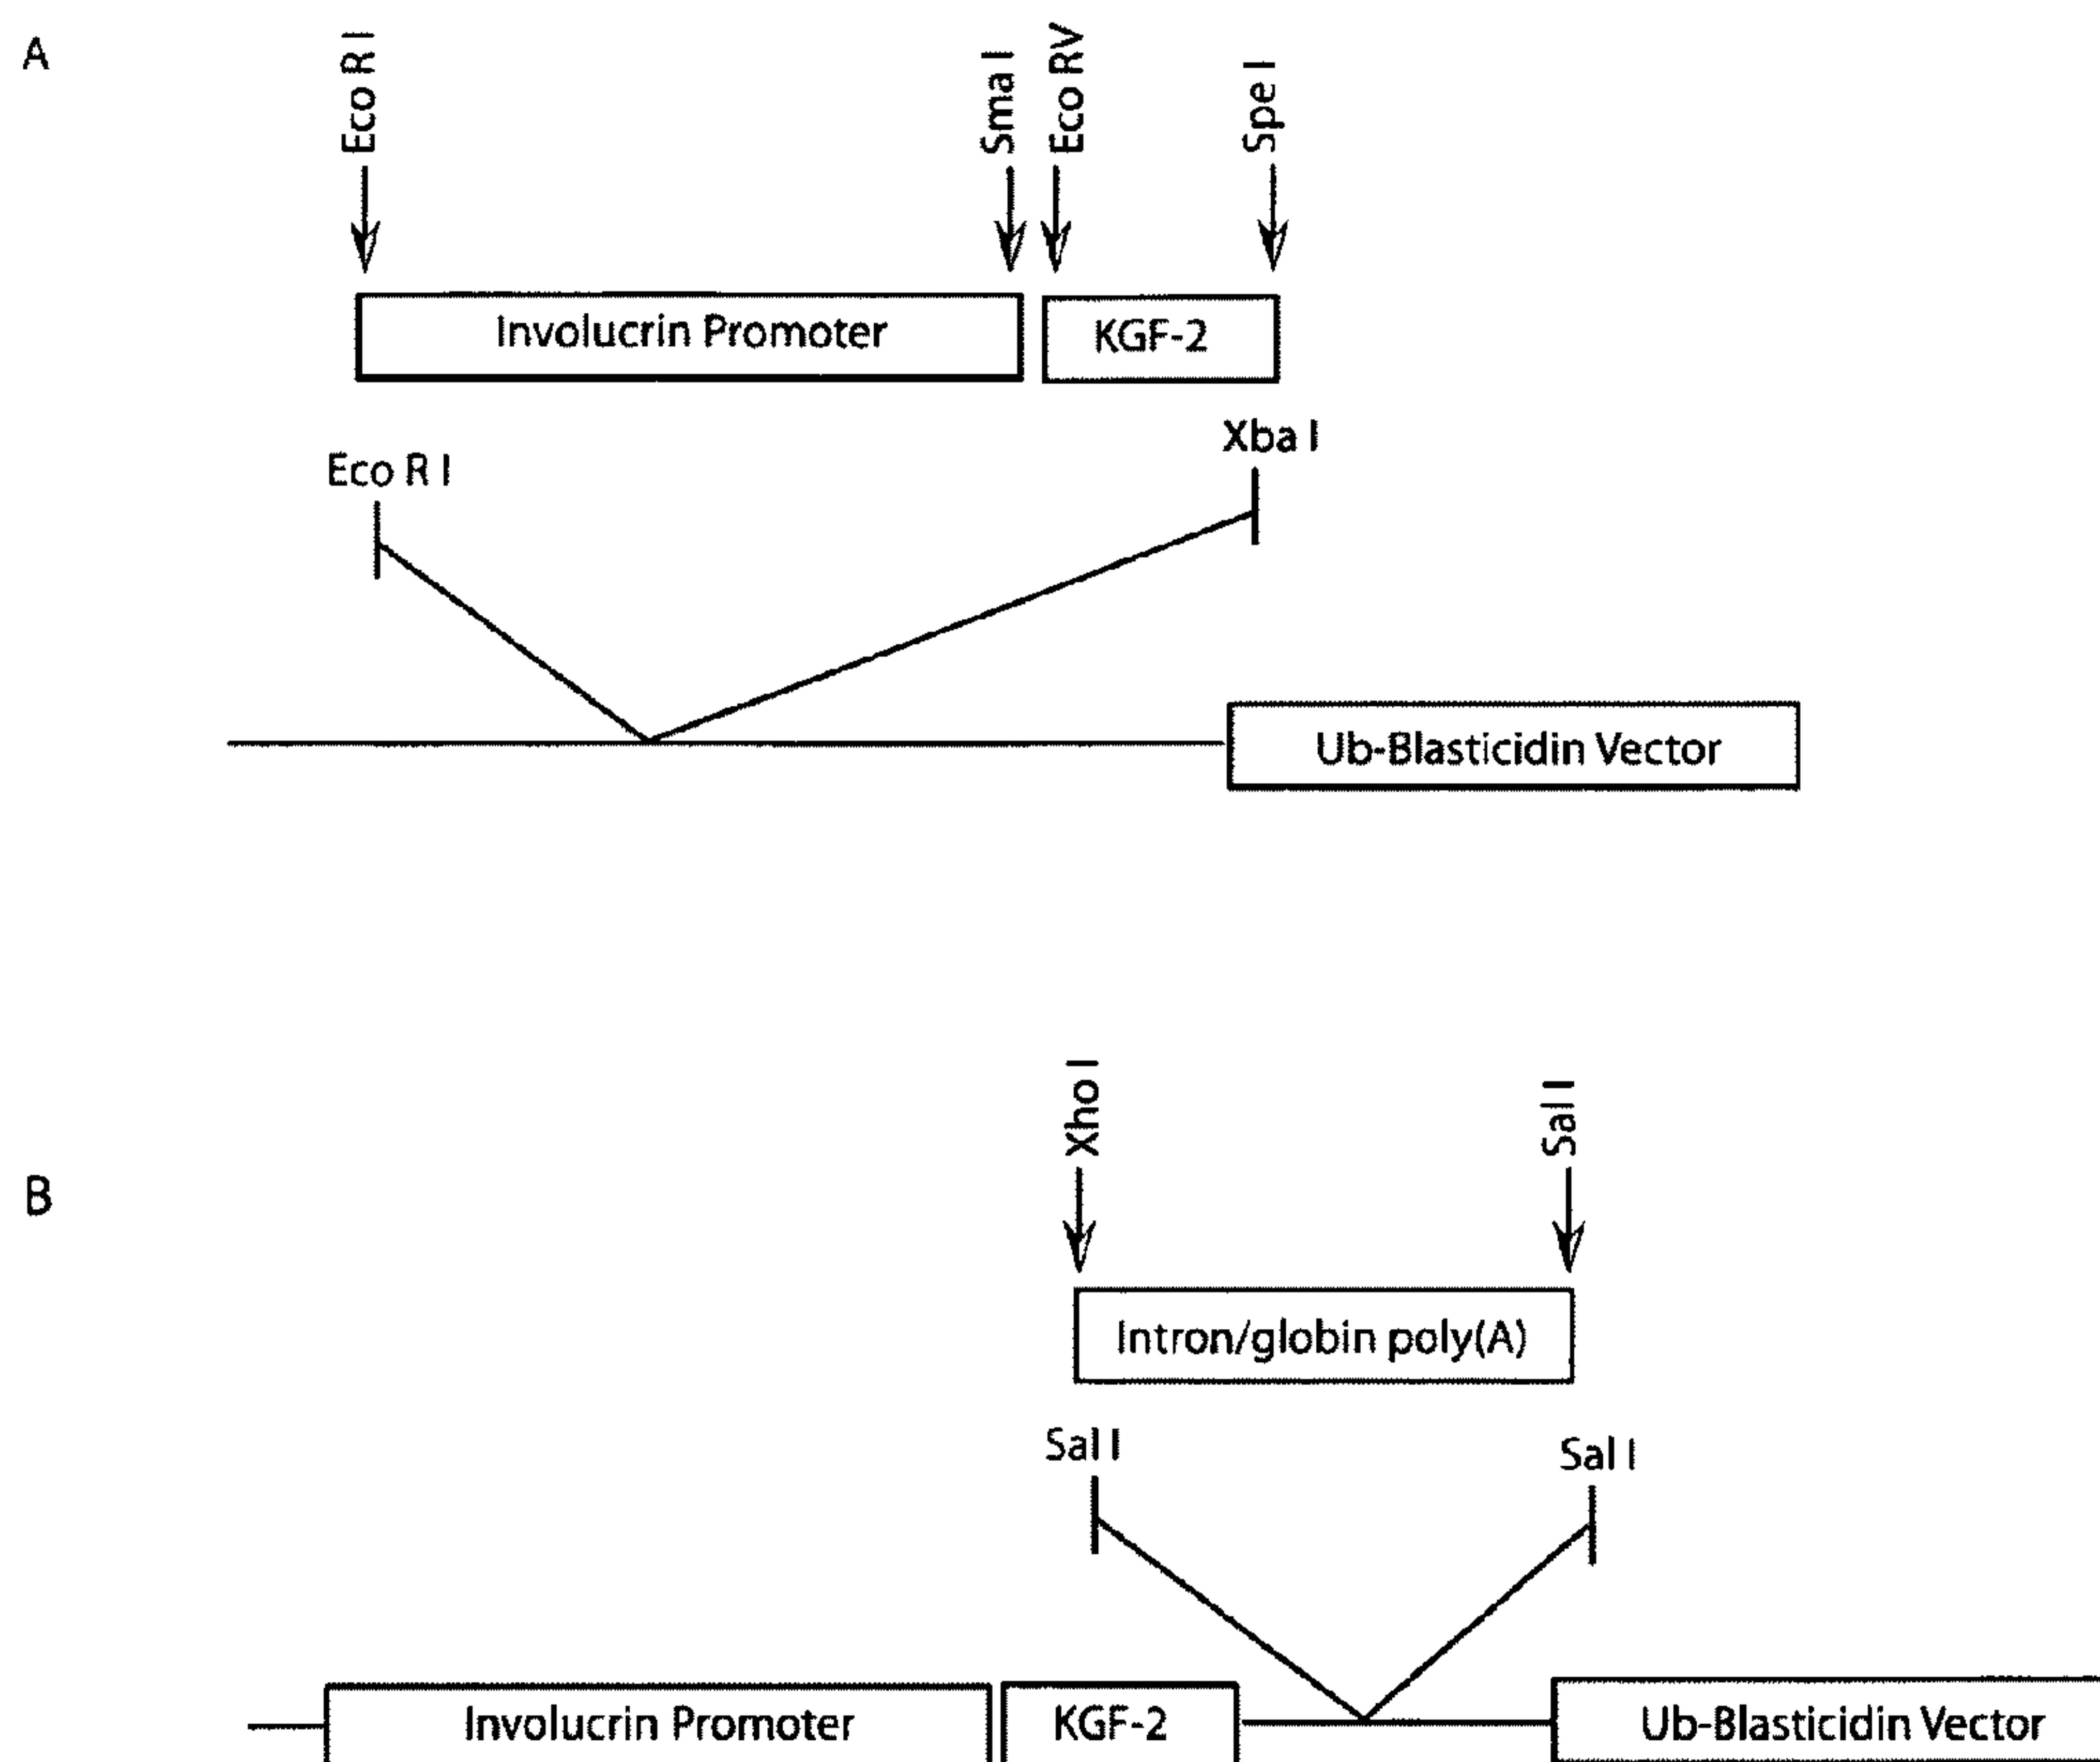 A
Eco R I
Sma I
Eco RV
Spe I
Involucrin Promoter
KGF-2
Xba I
Eco R I
Ub-Blasticidin Vector
Xho I
Sal I
B
Intron/globin poly(A)
Sal I
Sal I
Involucrin Promoter
KGF-2
Ub-Blasticidin Vector